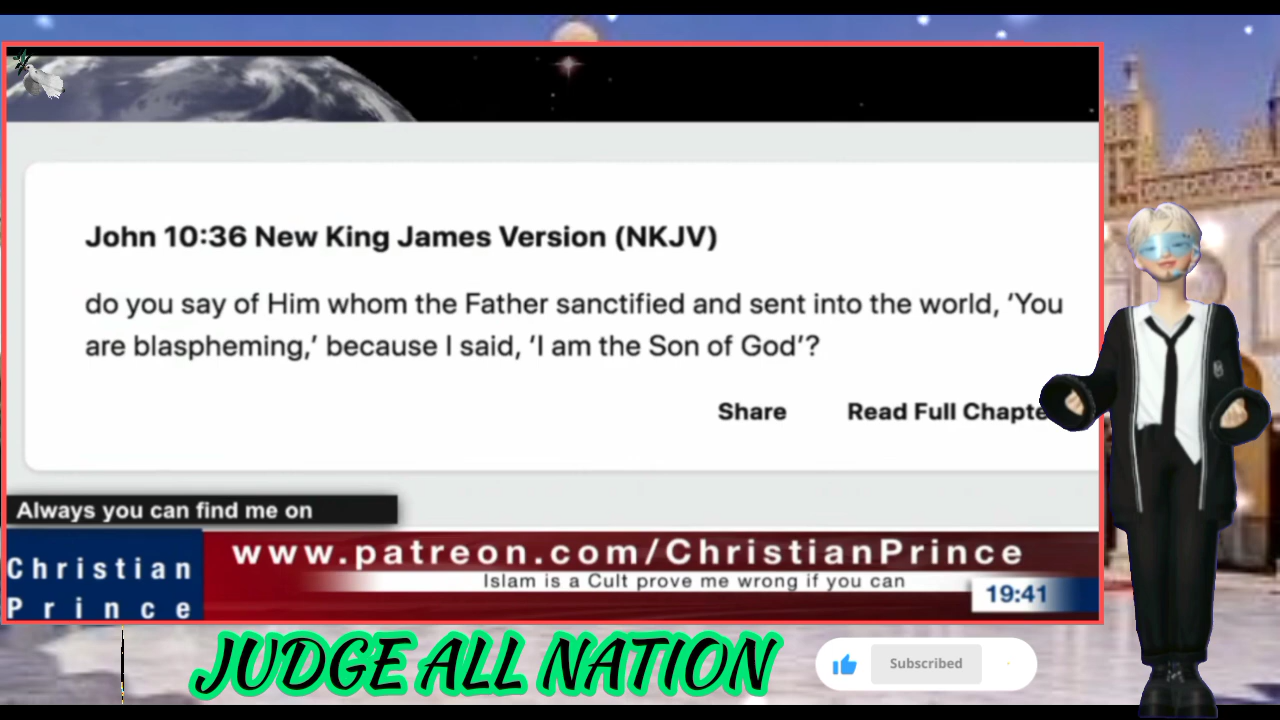 John 10:36 New King James Version (NKJV)
do you say of Him whom the Father sanctified and sent into the world, ‘You
are blaspheming,’ because I said, ‘I am the Son of God’?
Share Read Full Chapte
Always you can find me on
www.patreon.com/ChristianPrince
Islam is a Cult prove me wrong if you can
Christian
Prince
19:41
JUDGE ALL NATION
Subscribed